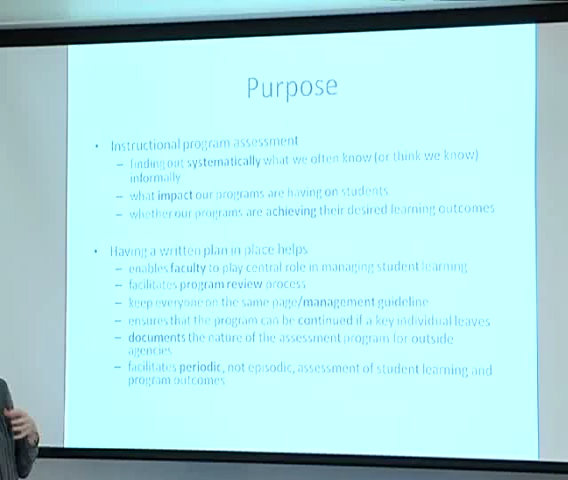 Purpose
• Instructional program assessment
– finding out systematically what we often know (or think we know)
informally
– what impact our programs are having on students
– whether our programs are achieving their desired learning outcomes
• Having a written plan in place helps
– enables faculty to play central role in managing student learning
– facilitates program review process
– keep everyone on the same page/management guideline
– ensures that the program can be continued if a key individual leaves
– documents the nature of the assessment program for outside
agencies
– facilitates periodic, not episodic, assessment of student learning and
program outcomes